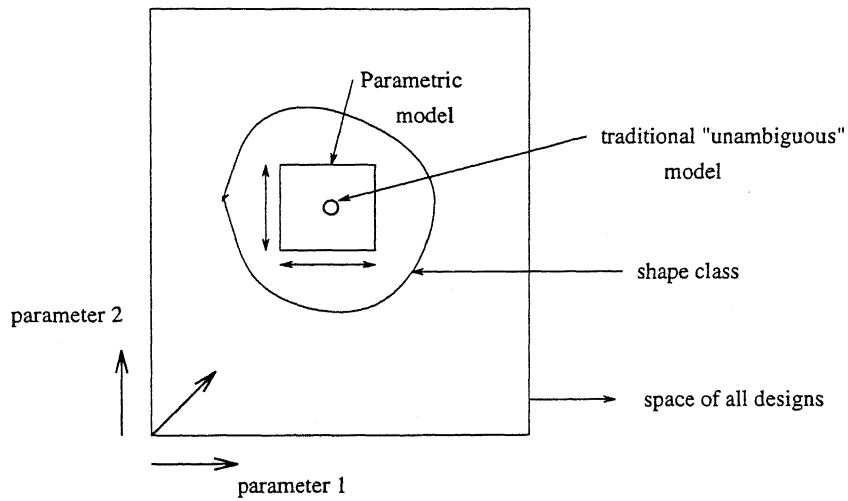 Parametric
model
traditional "unambiguous"
model
shape class
parameter 2
space of all designs
parameter 1